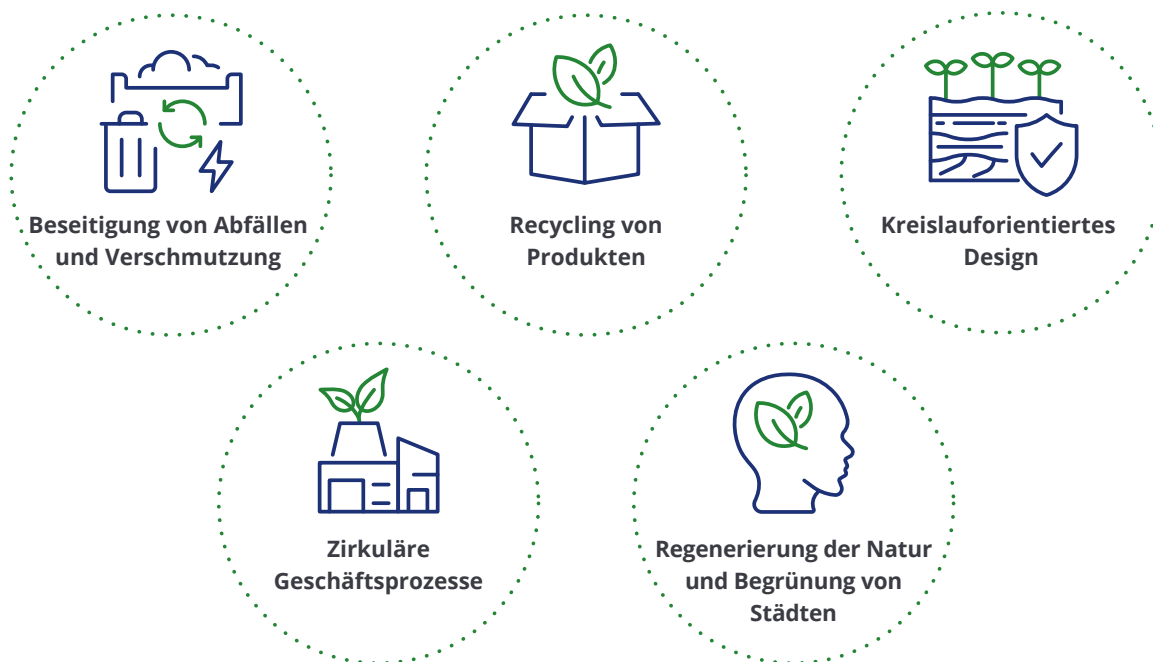 Beseitigung von Abfällen
und Verschmutzung
Recycling von
Produkten
Kreislauforientiertes
Design
Zirkuläre
Geschäftsprozesse
Regenerierung der Natur
und Begrünung von
Städten